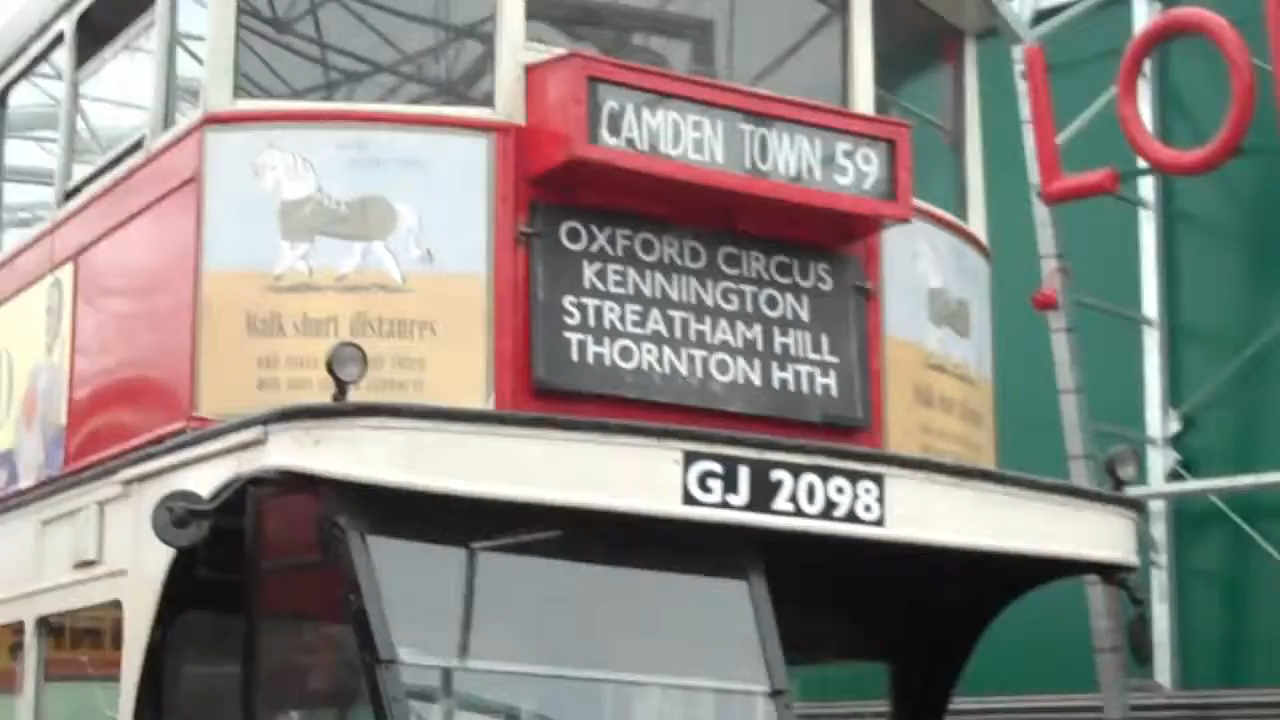 LO
CAMDEN TOWN 59
OXFORD CIRCUS
KENNINGTON
STREATHAM HILL
THORNTON HTH
Walk short distances
GJ 2098